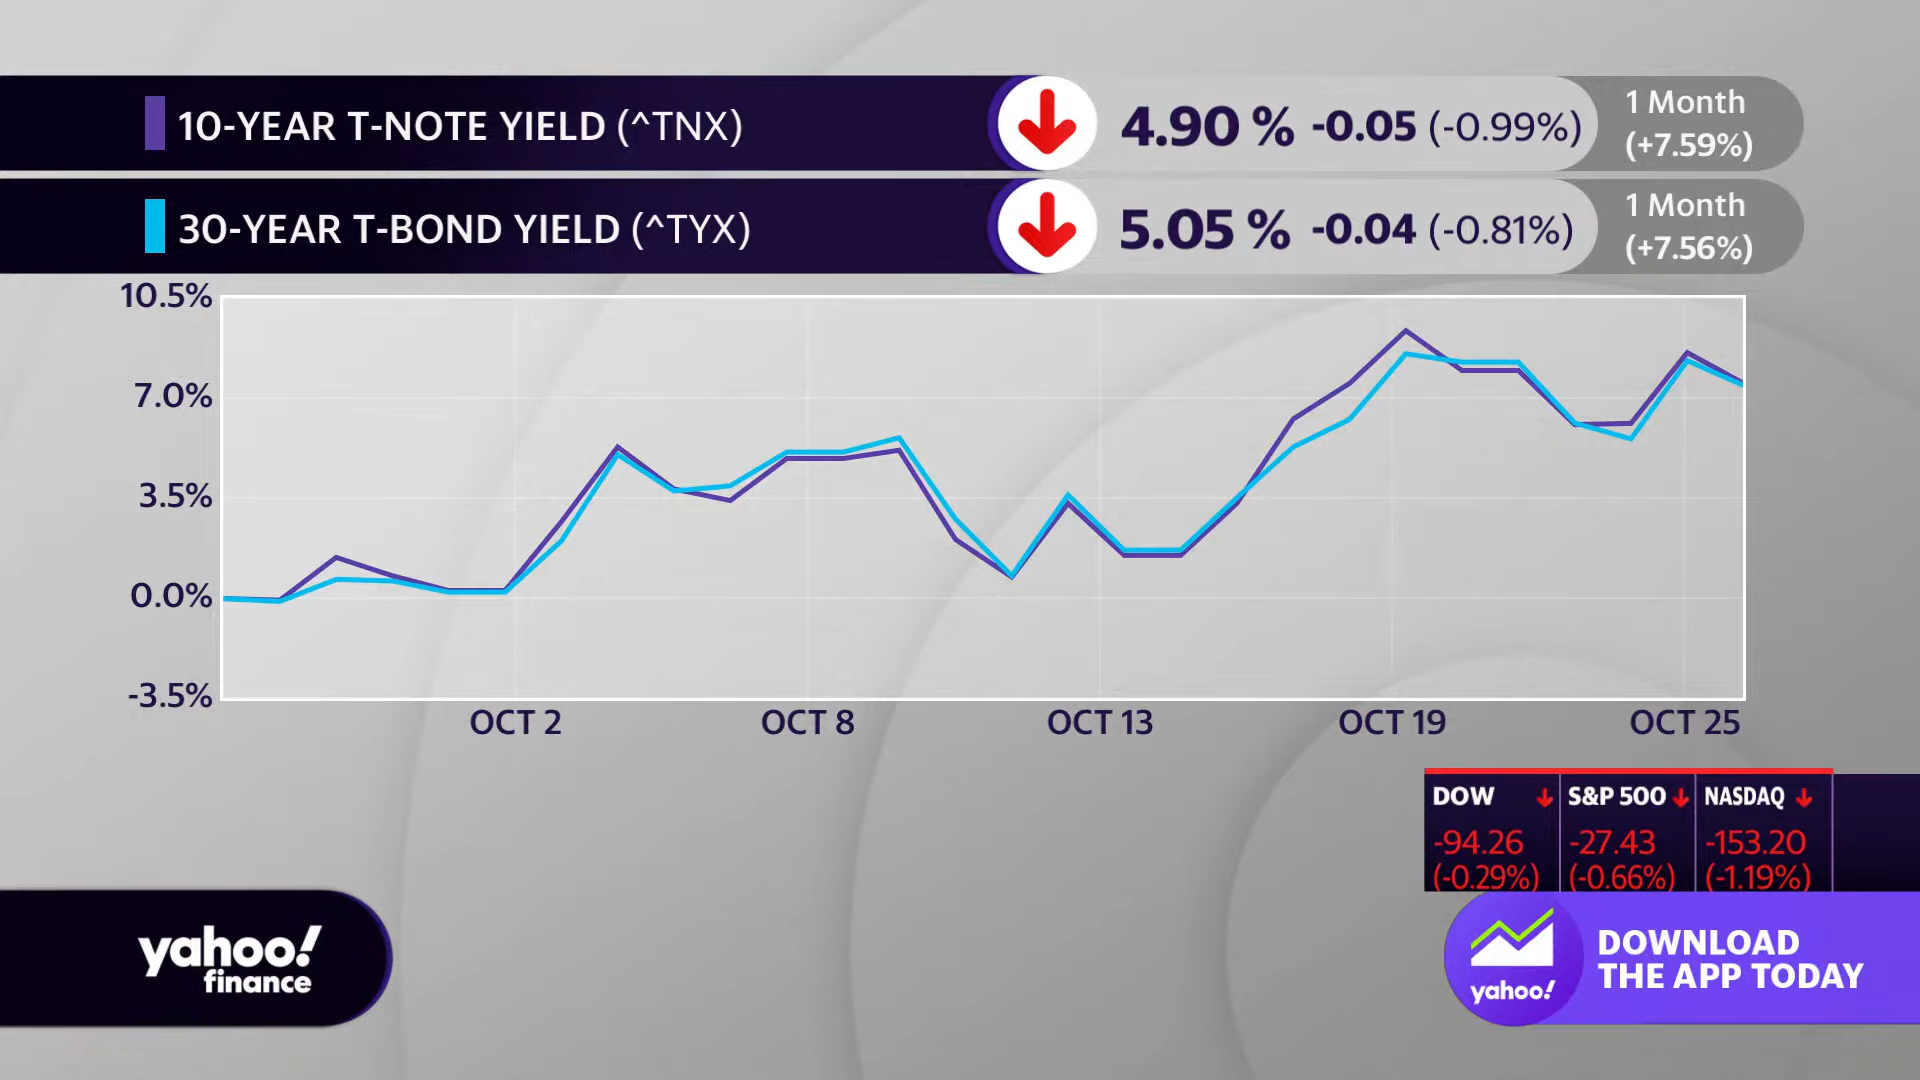 10-YEAR T-NOTE YIELD (^TNX) 4.90 % -0.05 (-0.99%) 1 Month
(+7.59%)
30-YEAR T-BOND YIELD (^TYX) 5.05 % -0.04 (-0.81%) 1 Month
(+7.56%)
10.5%
7.0%
3.5%
0.0%
-3.5%
OCT 2 OCT 8 OCT 13 OCT 19 OCT 25
DOW S&P 500 NASDAQ
-94.26 -27.43 -153.20
(-0.29%) (-0.66%) (-1.19%)
yahoo!
finance
yahoo!
DOWNLOAD
THE APP TODAY